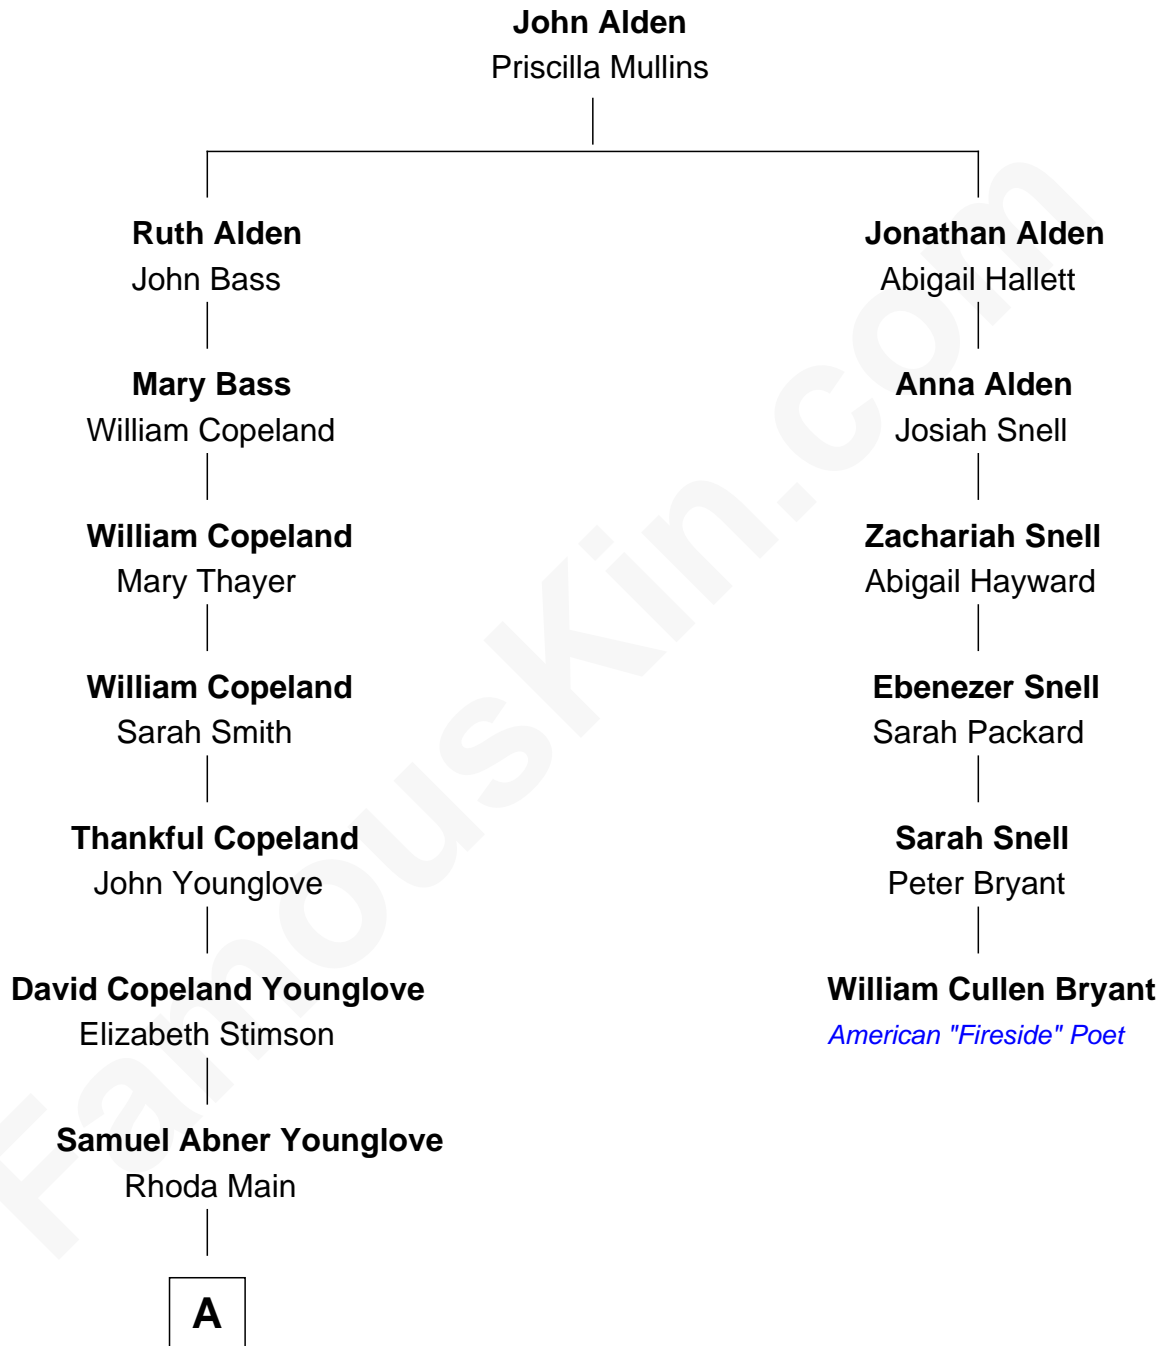 John Alden
Priscilla Mullins
Ruth Alden
John Bass
Jonathan Alden
Abigail Hallett
Mary Bass
William Copeland
Anna Alden
Josiah Snell
William Copeland
Mary Thayer
Zachariah Snell
Abigail Hayward
William Copeland
Sarah Smith
Ebenezer Snell
Sarah Packard
Thankful Copeland
John Younglove
Sarah Snell
Peter Bryant
David Copeland Younglove
Elizabeth Stimson
William Cullen Bryant
American "Fireside" Poet
Samuel Abner Younglove
Rhoda Main
A
FamousKin.com